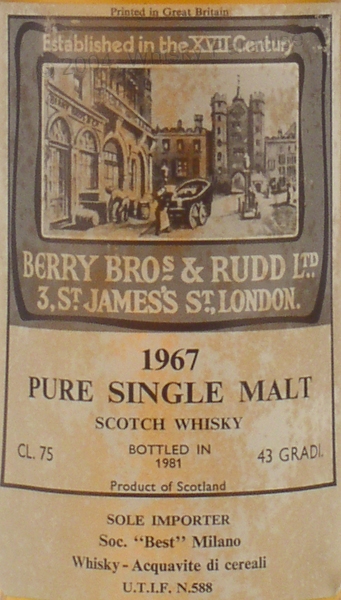 Printed in Great Britain
Established in the XVII Century
BERRY BROS & RUDD LTD.
3, ST. JAMES'S ST., LONDON.
1967
PURE SINGLE MALT
SCOTCH WHISKY
CL. 75
BOTTLED IN
1981
43 GRADI.
Product of Scotland
SOLE IMPORTER
Soc. "Best" Milano
Whisky - Acquavite di cereali
U.T.I.F. N.588